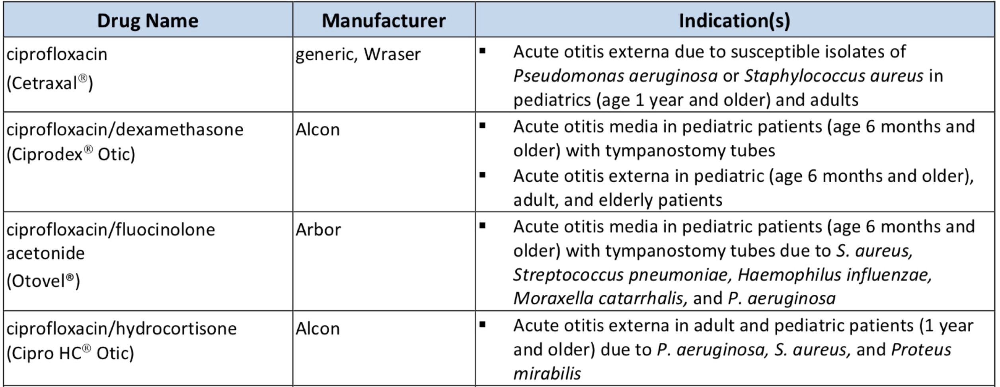 Drug Name Manufacturer Indication(s)
ciprofloxacin
(Cetraxal®)
generic, Wraser
▪ Acute otitis externa due to susceptible isolates of
Pseudomonas aeruginosa or Staphylococcus aureus in
pediatrics (age 1 year and older) and adults
ciprofloxacin/dexamethasone
(Ciprodex® Otic)
Alcon
▪ Acute otitis media in pediatric patients (age 6 months and
older) with tympanostomy tubes
▪ Acute otitis externa in pediatric (age 6 months and older),
adult, and elderly patients
ciprofloxacin/fluocinolone
acetonide
(Otovel®)
Arbor
▪ Acute otitis media in pediatric patients (age 6 months and
older) with tympanostomy tubes due to S. aureus,
Streptococcus pneumoniae, Haemophilus influenzae,
Moraxella catarrhalis, and P. aeruginosa
ciprofloxacin/hydrocortisone
(Cipro HC® Otic)
Alcon
▪ Acute otitis externa in adult and pediatric patients (1 year
and older) due to P. aeruginosa, S. aureus, and Proteus
mirabilis